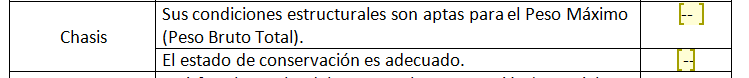 Chasis
Sus condiciones estructurales son aptas para el Peso Máximo
(Peso Bruto Total).
[-- ]
El estado de conservación es adecuado.
[--]